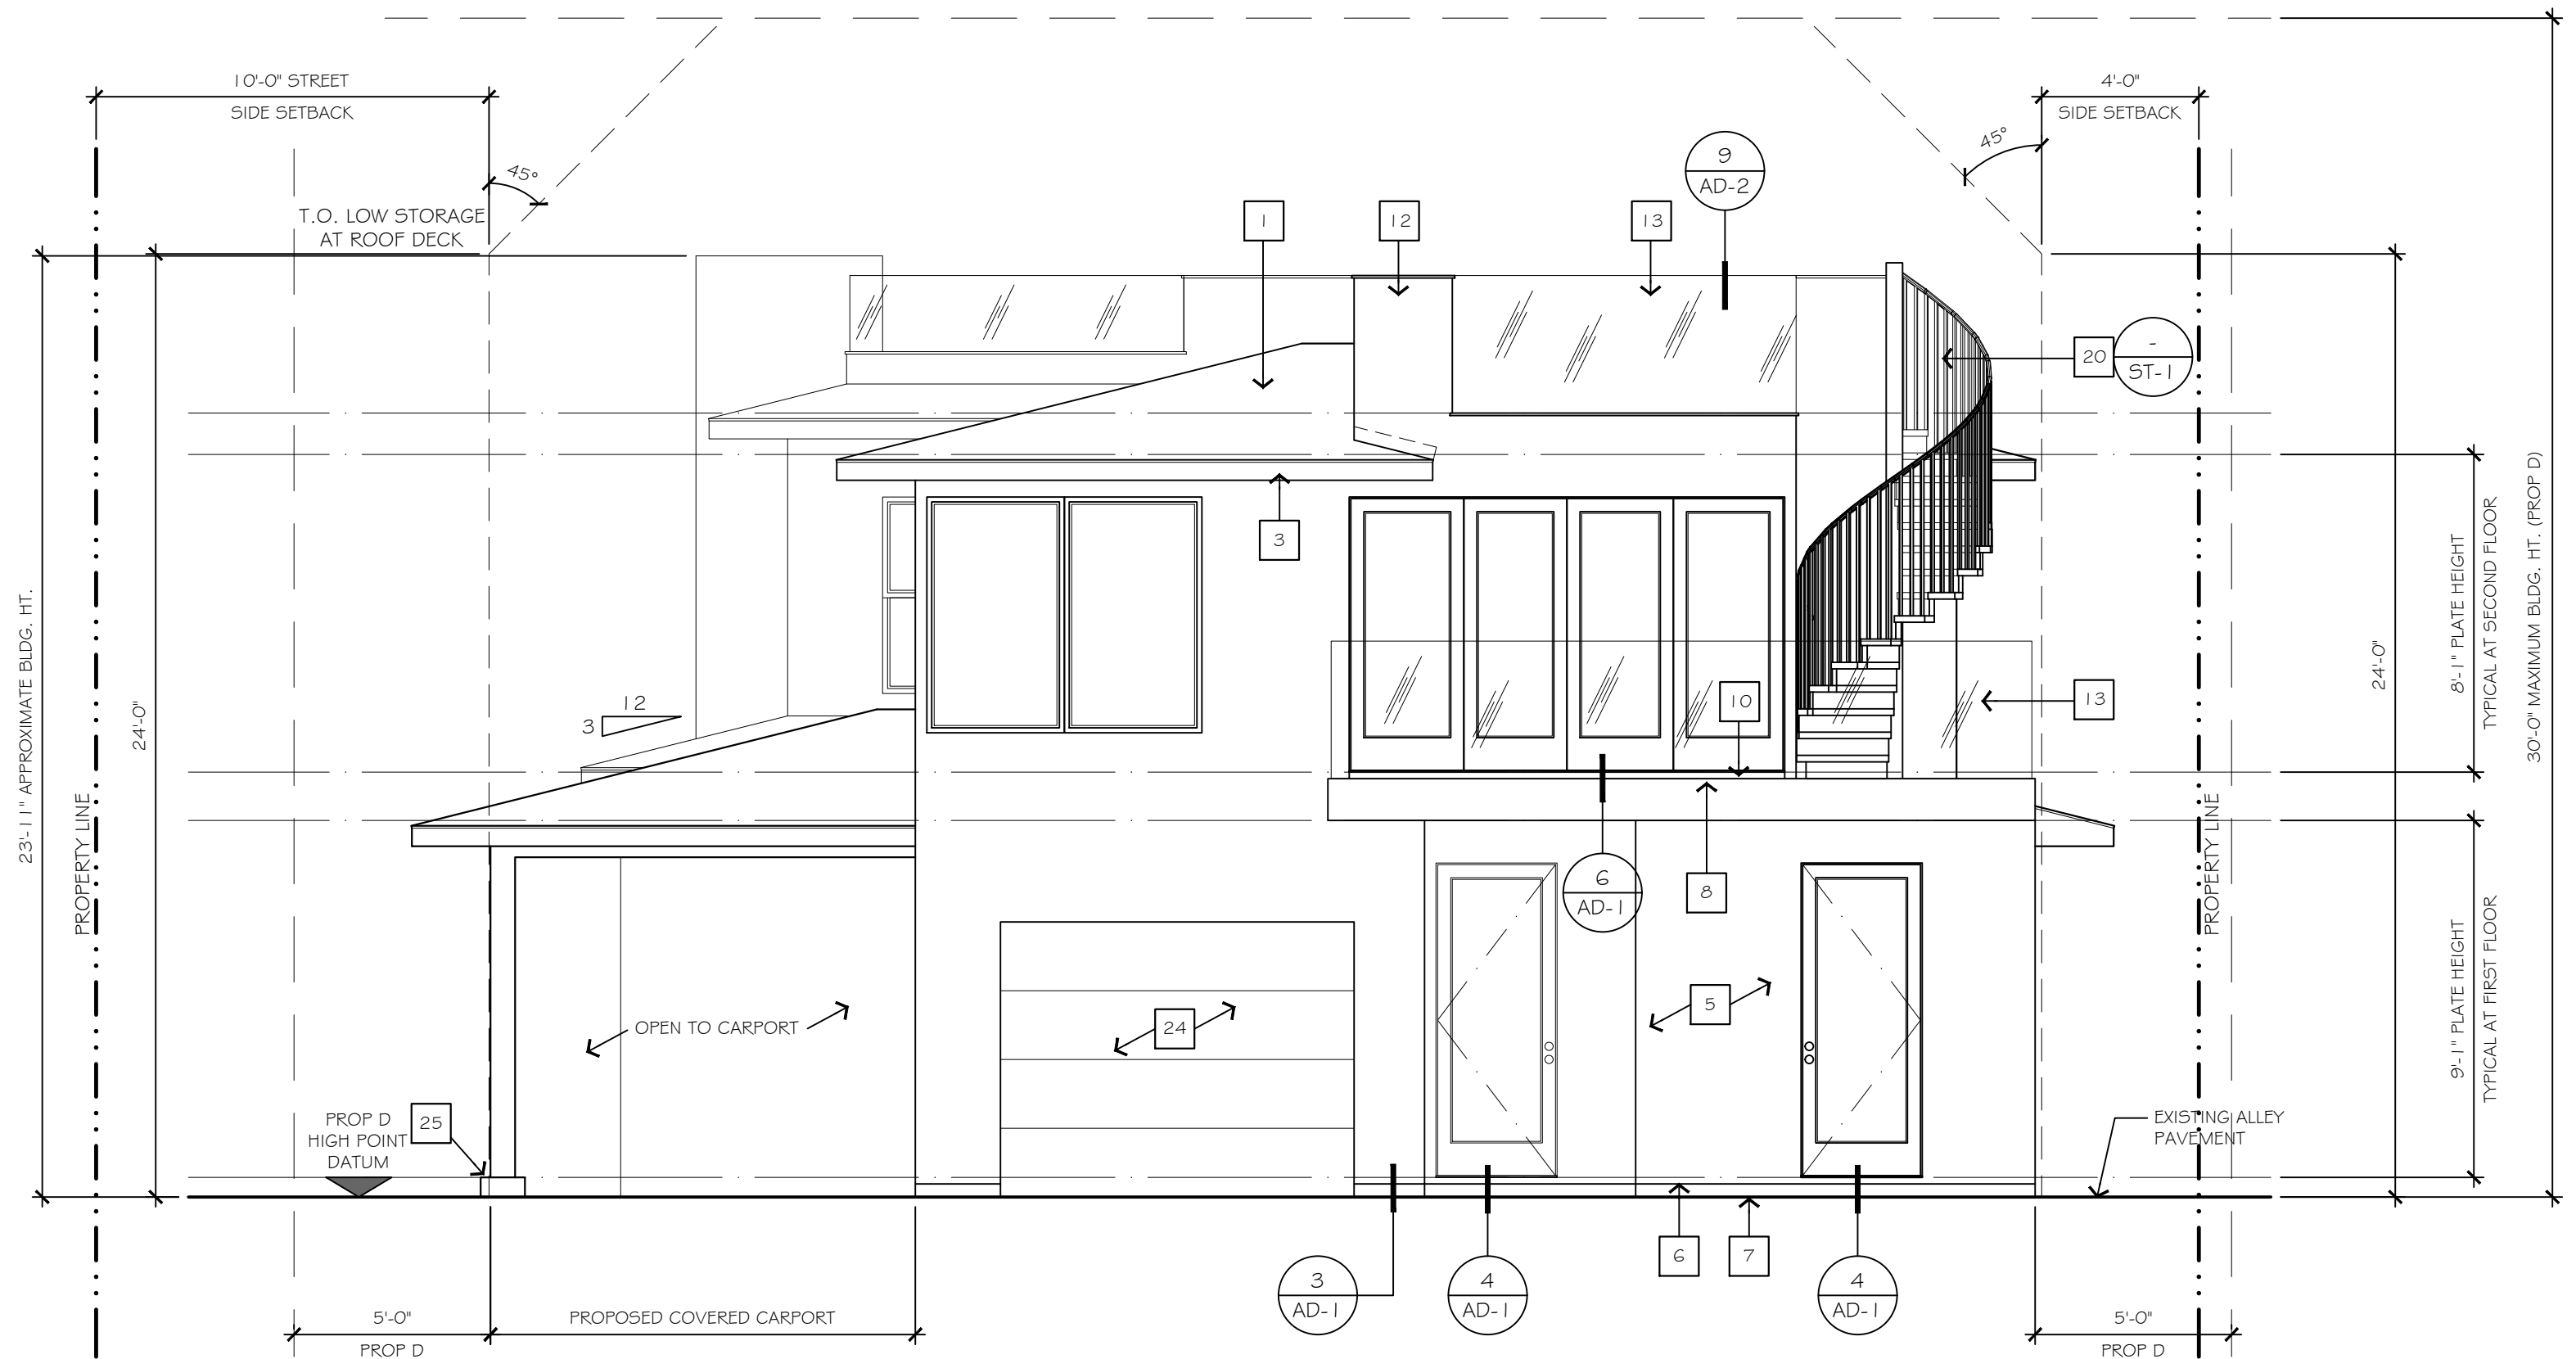 10'-0" STREET
SIDE SETBACK
4'-0"
SIDE SETBACK
45°
45°
9
AD-2
T.O. LOW STORAGE
AT ROOF DECK
1
12
13
20
-
ST-1
3
23'-11" APPROXIMATE BLDG. HT.
24'-0"
PROPERTY LINE
12
3
10
13
24'-0"
8'-1" PLATE HEIGHT
TYPICAL AT SECOND FLOOR
30'-0" MAXIMUM BLDG. HT. (PROP D)
PROPERTY LINE
6
AD-1
8
9'-1" PLATE HEIGHT
TYPICAL AT FIRST FLOOR
OPEN TO CARPORT
24
5
PROP D
HIGH POINT
DATUM
25
EXISTING ALLEY
PAVEMENT
6
7
3
AD-1
4
AD-1
4
AD-1
5'-0"
PROP D
PROPOSED COVERED CARPORT
5'-0"
PROP D